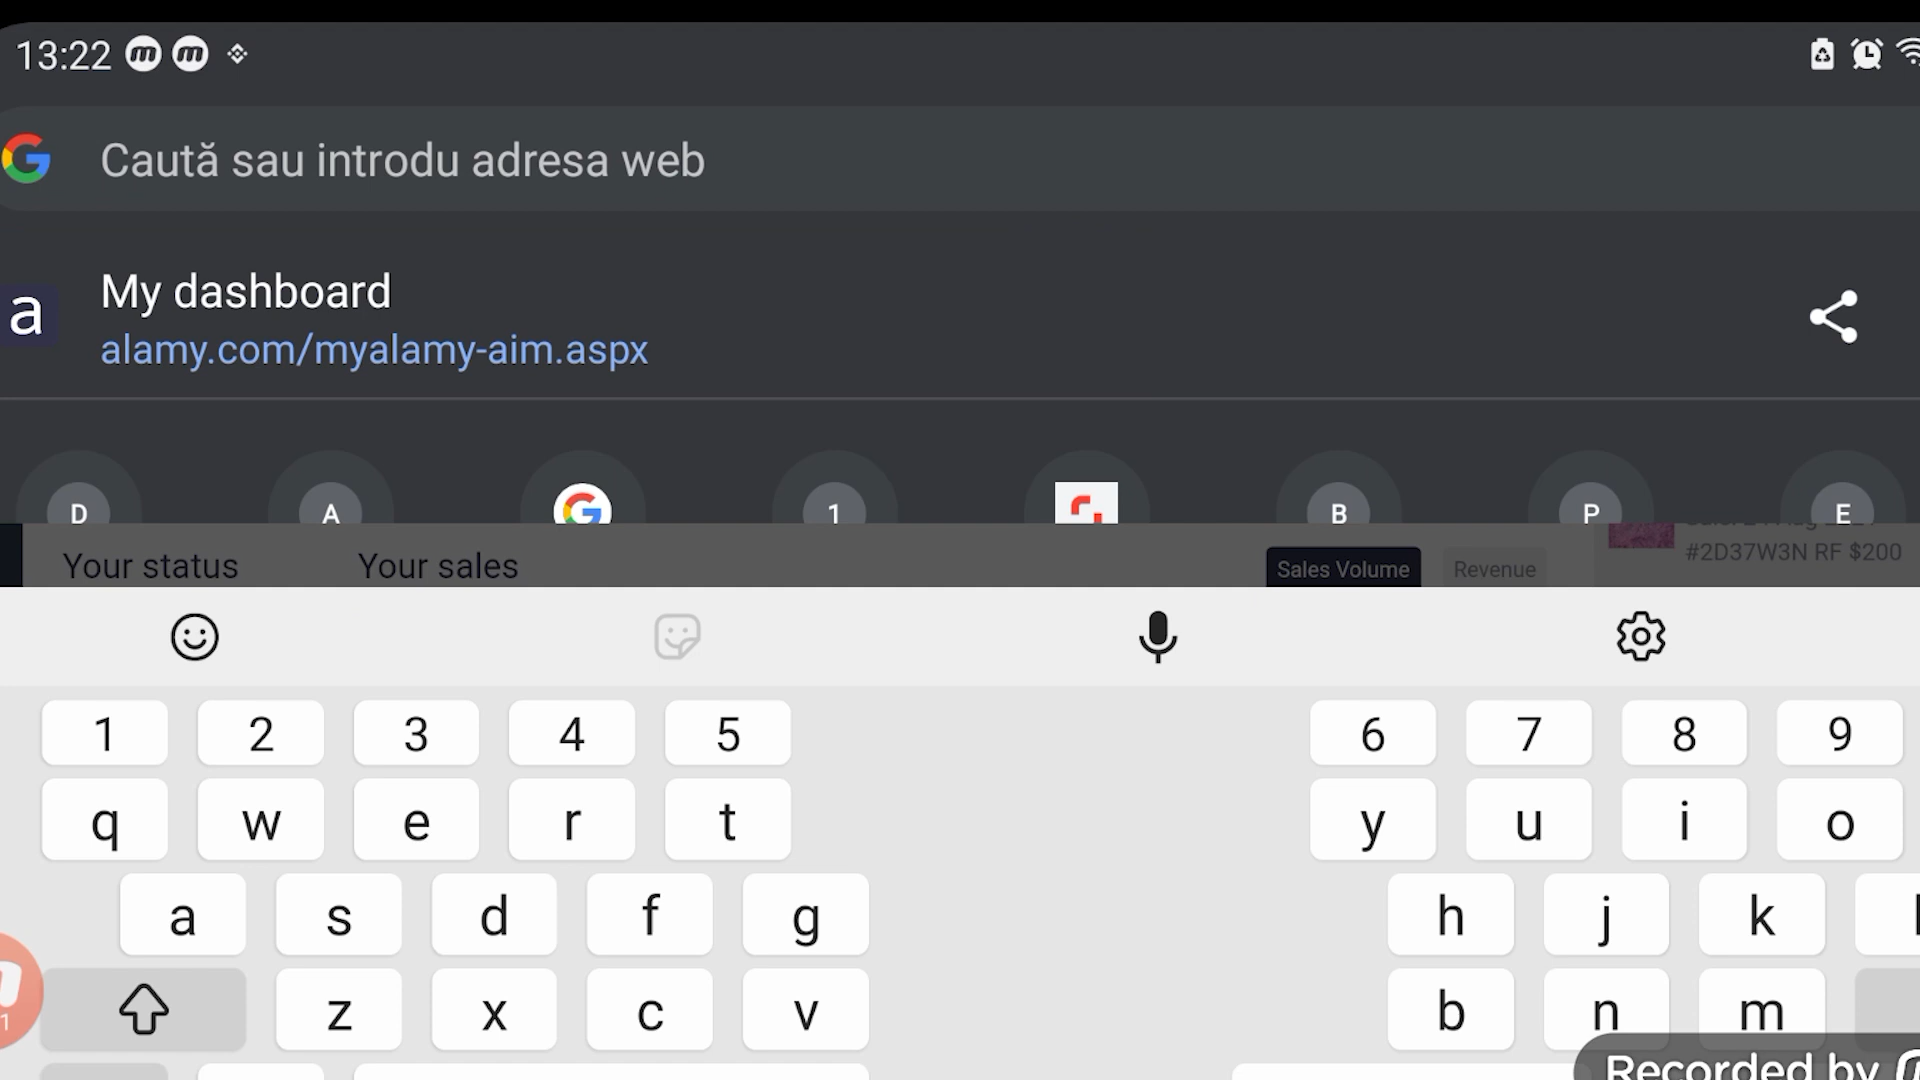 13:22
Caută sau introdu adresa web
a My dashboard
alamy.com/myalamy-aim.aspx
D A 1 B P E
Your status Your sales Sales Volume Revenue #2D37W3N RF $200
1 2 3 4 5 6 7 8 9
q w e r t y u i o
a s d f g h j k
z x c v b n m
Recorded by